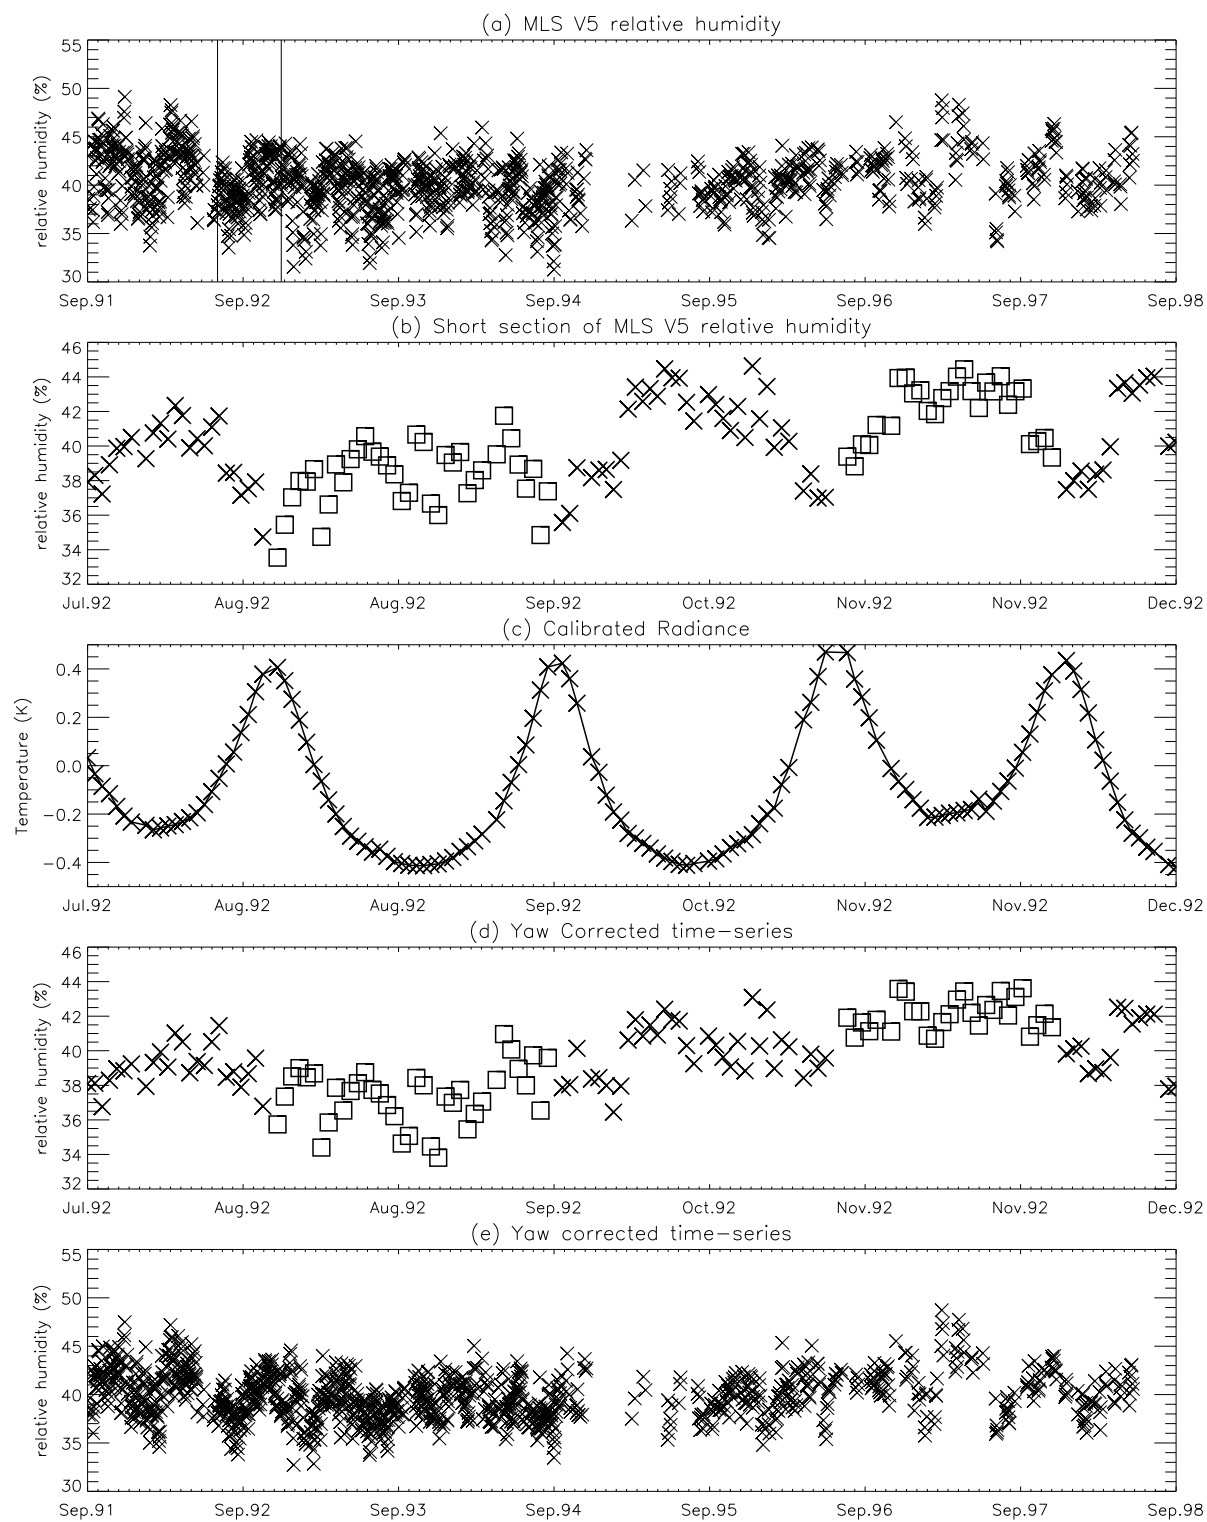 (a) MLS V5 relative humidity
55
50
45
40
35
30
relative humidity (%)
Sep.91 Sep.92 Sep.93 Sep.94 Sep.95 Sep.96 Sep.97 Sep.98
(b) Short section of MLS V5 relative humidity
46
44
42
40
38
36
34
32
relative humidity (%)
Jul.92 Aug.92 Aug.92 Sep.92 Oct.92 Nov.92 Nov.92 Dec.92
(c) Calibrated Radiance
0.4
0.2
0.0
−0.2
−0.4
Temperature (K)
Jul.92 Aug.92 Aug.92 Sep.92 Oct.92 Nov.92 Nov.92 Dec.92
(d) Yaw Corrected time−series
46
44
42
40
38
36
34
32
relative humidity (%)
Jul.92 Aug.92 Aug.92 Sep.92 Oct.92 Nov.92 Nov.92 Dec.92
(e) Yaw corrected time−series
55
50
45
40
35
30
relative humidity (%)
Sep.91 Sep.92 Sep.93 Sep.94 Sep.95 Sep.96 Sep.97 Sep.98